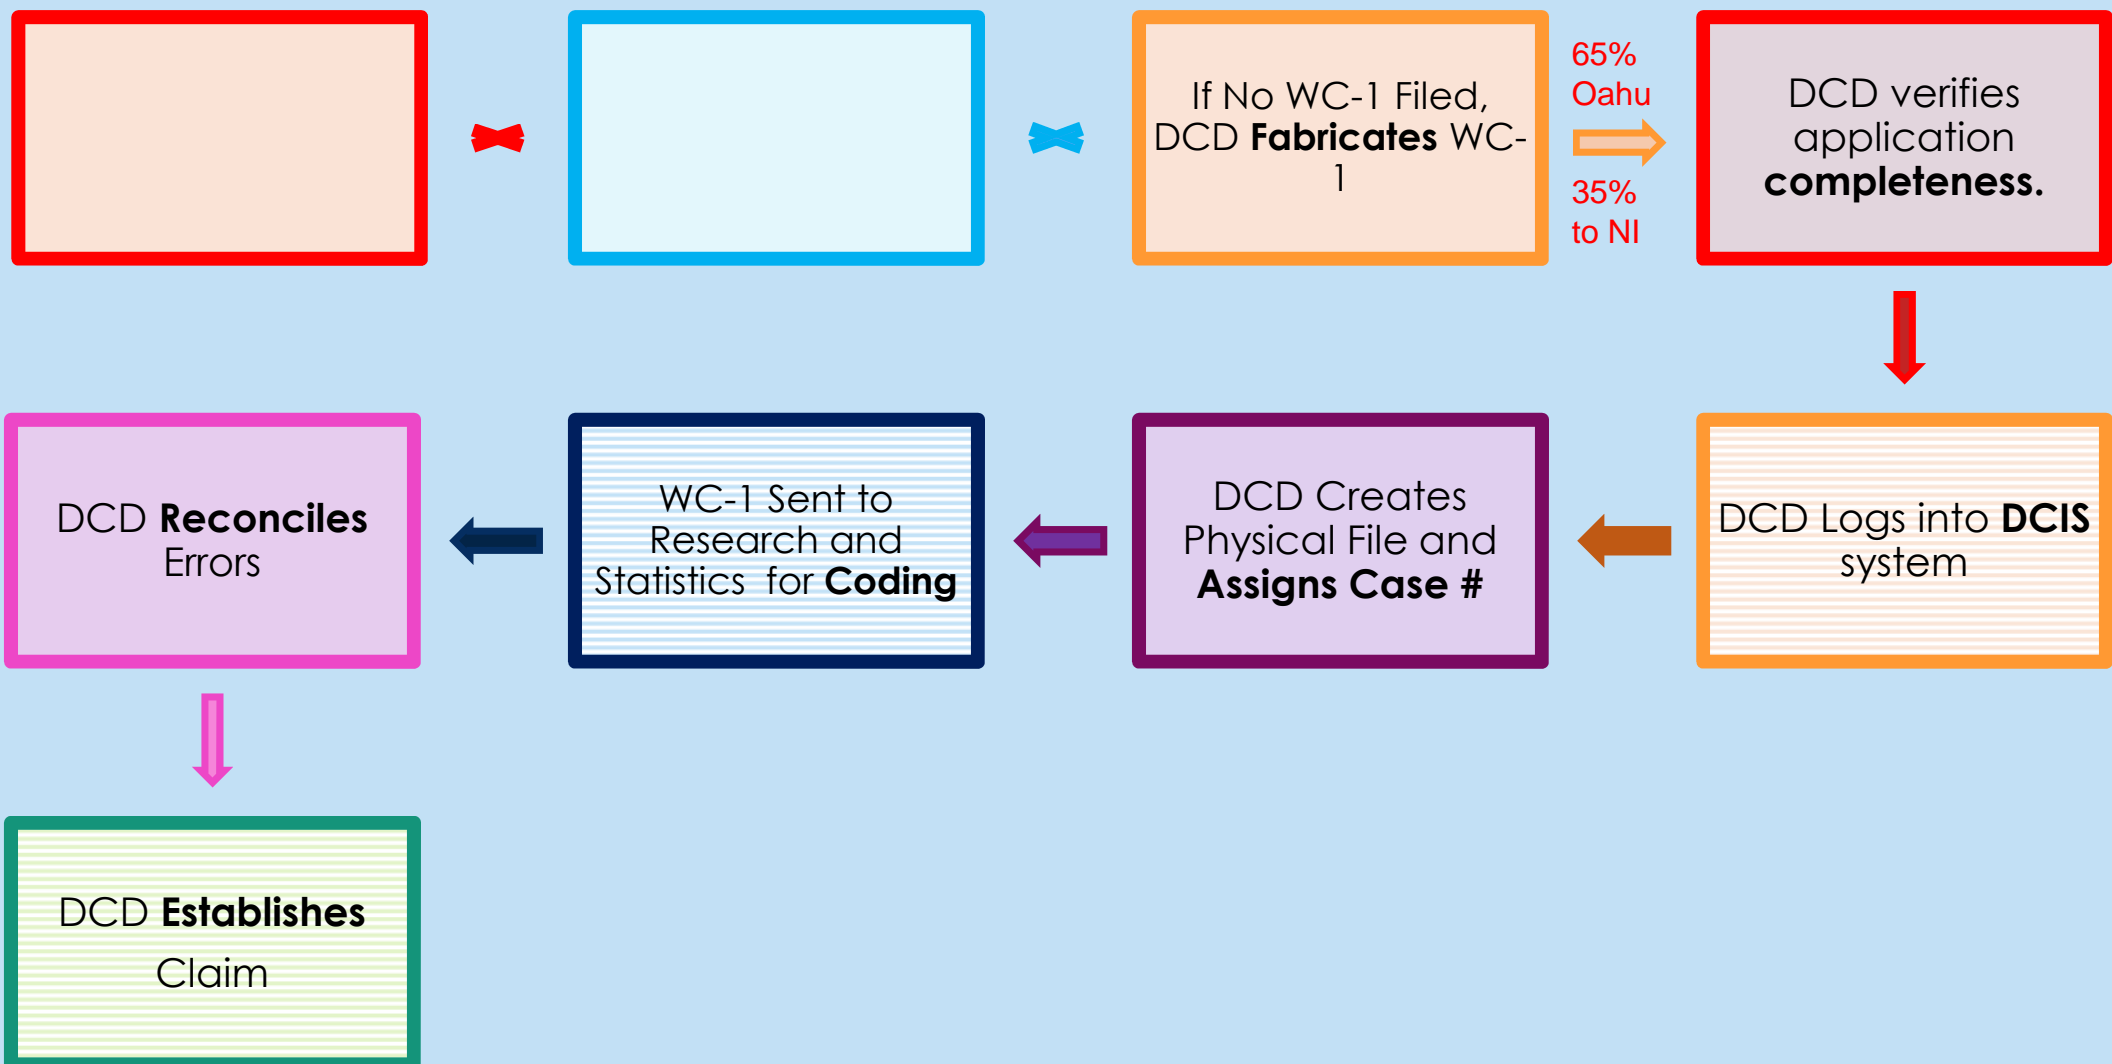 If No WC-1 Filed,
DCD Fabricates WC-
1
65%
Oahu
35%
to NI
DCD verifies
application
completeness.
DCD Reconciles
Errors
WC-1 Sent to
Research and
Statistics for Coding
DCD Creates
Physical File and
Assigns Case #
DCD Logs into DCIS
system
DCD Establishes
Claim